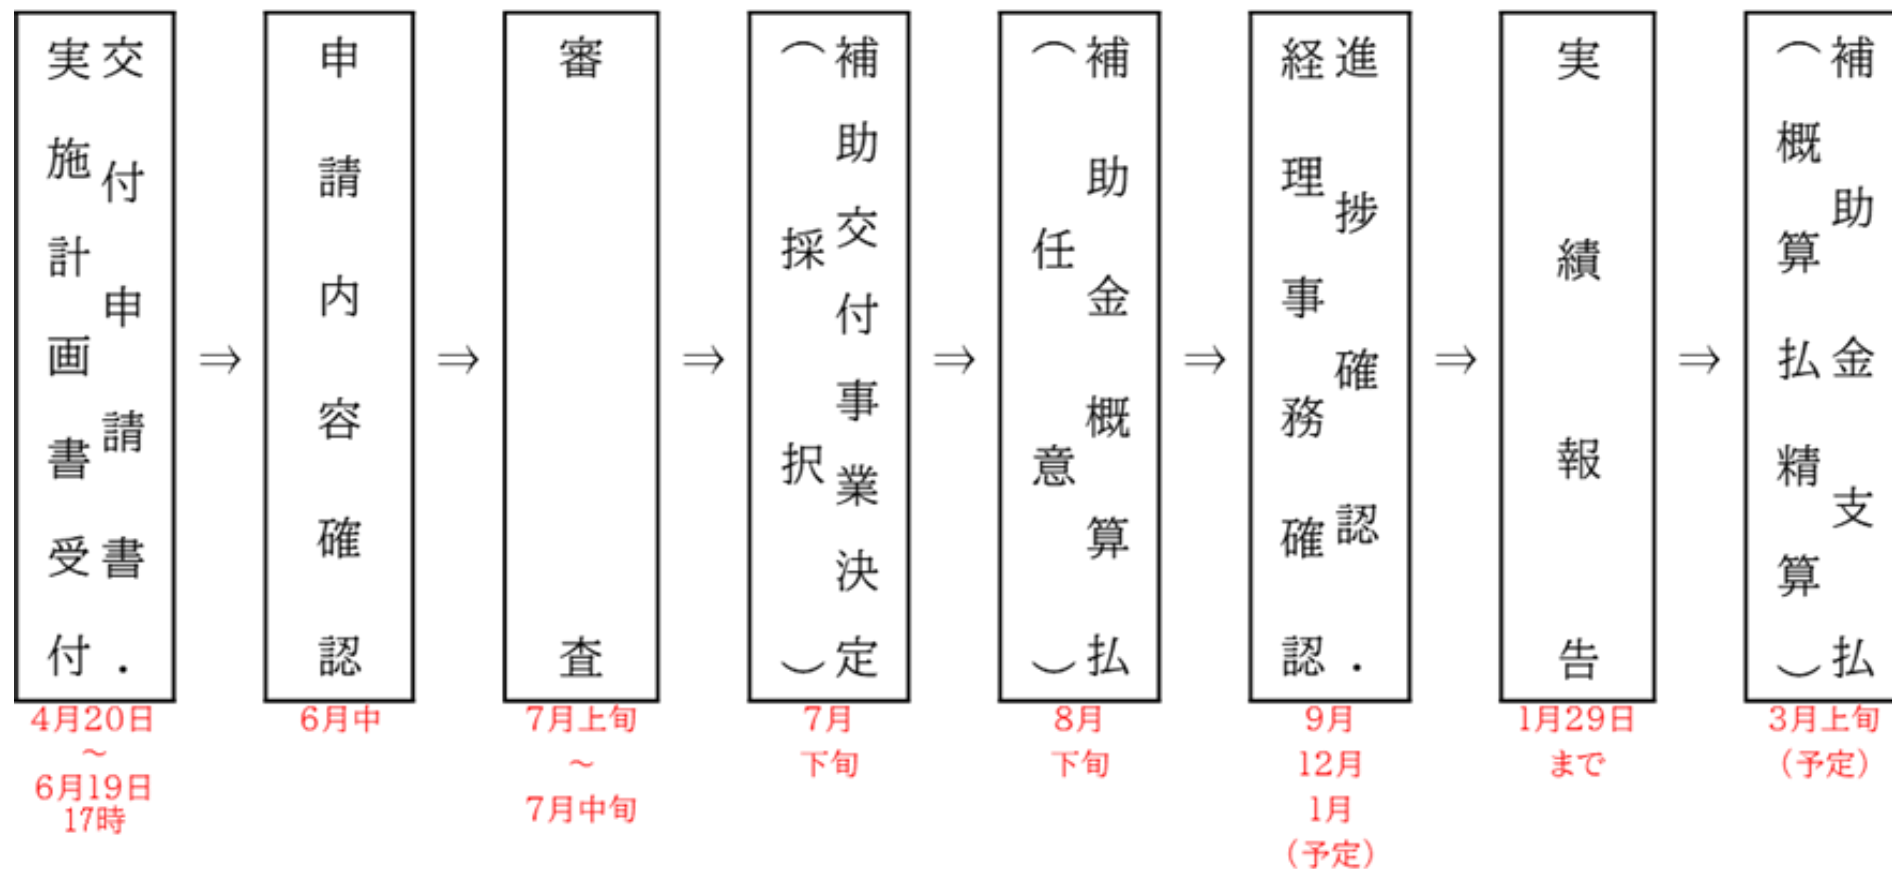 交付申請書・
実施計画書受付
4月20日
～
6月19日
17時
⇒
申請内容確認
6月中
⇒
審査
7月上旬
～
7月中旬
⇒
補助交付事業決定
（採択）
7月
下旬
⇒
補助金概算払
（任意）
8月
下旬
⇒
進捗確認・
経理事務確認
9月
12月
1月
（予定）
⇒
実績報告
1月29日
まで
⇒
補助金支払
（概算払精算）
3月上旬
（予定）